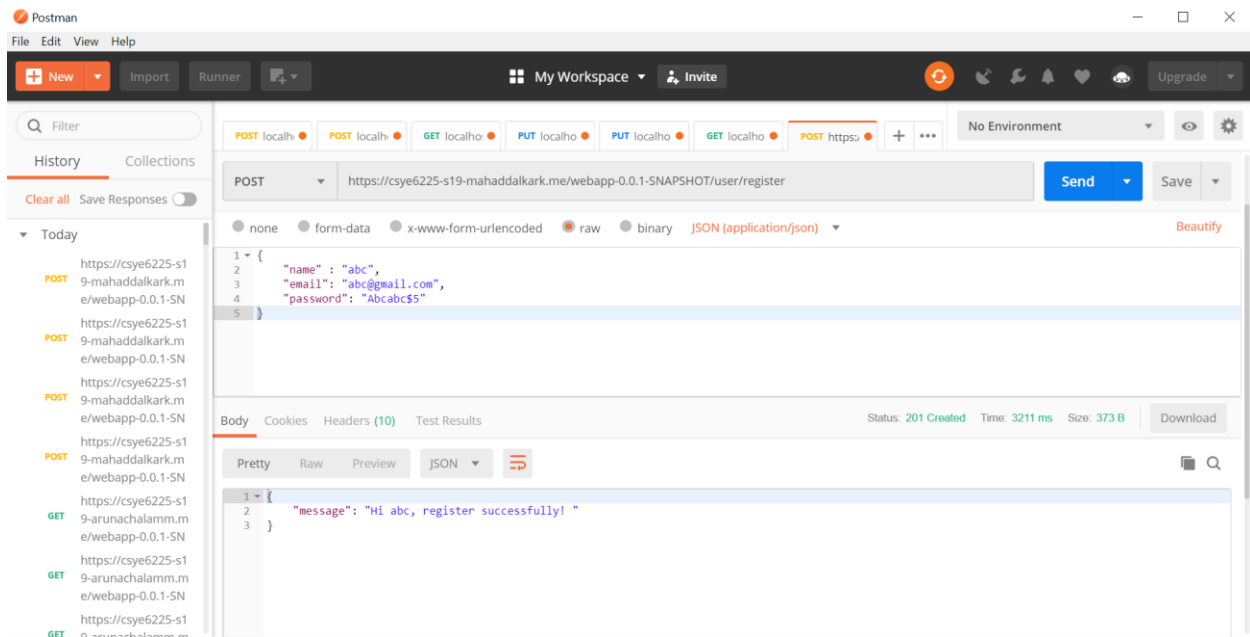 Postman
File Edit View Help
New Import Runner My Workspace Invite Upgrade
Filter
History Collections
Clear all Save Responses
Today
POST https://csye6225-s1
9-mahaddalkark.m
e/webapp-0.0.1-SN
POST https://csye6225-s1
9-mahaddalkark.m
e/webapp-0.0.1-SN
POST https://csye6225-s1
9-mahaddalkark.m
e/webapp-0.0.1-SN
POST https://csye6225-s1
9-mahaddalkark.m
e/webapp-0.0.1-SN
GET https://csye6225-s1
9-arunachalamm.m
e/webapp-0.0.1-SN
GET https://csye6225-s1
9-arunachalamm.m
e/webapp-0.0.1-SN
GET https://csye6225-s1
9-arunachalamm.m
POST localh POST localh GET localho PUT localho PUT localho GET localho POST https:/ + ••• No Environment
POST https://csye6225-s19-mahaddalkark.me/webapp-0.0.1-SNAPSHOT/user/register Send Save
none form-data x-www-form-urlencoded raw binary JSON (application/json) Beautify
1 {
2 "name" : "abc",
3 "email": "abc@gmail.com",
4 "password": "Abcabc$5"
5 }
Body Cookies Headers (10) Test Results Status: 201 Created Time: 3211 ms Size: 373 B Download
Pretty Raw Preview JSON
1 {
2 "message": "Hi abc, register successfully! "
3 }